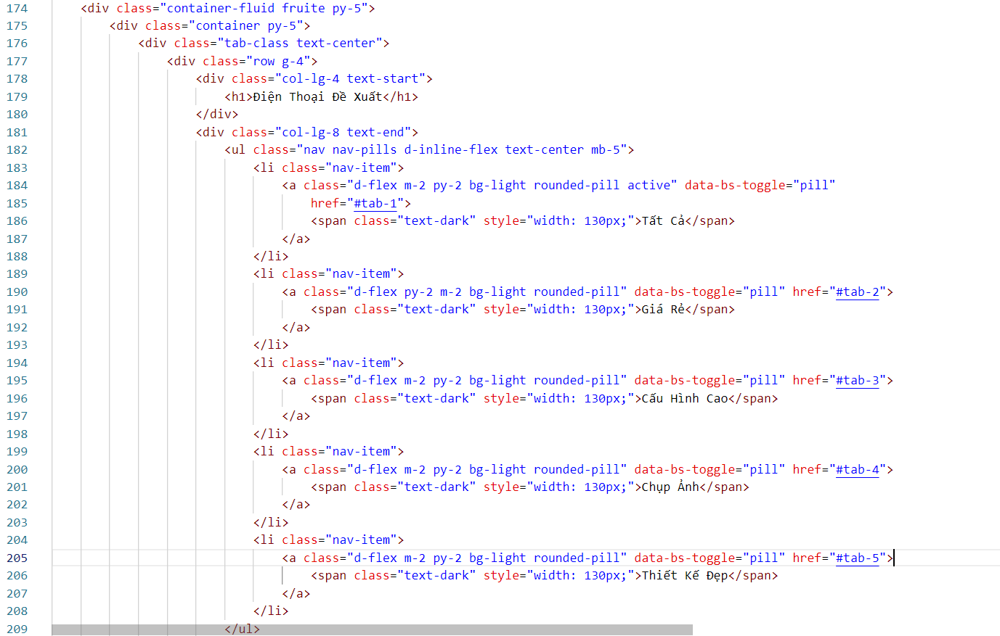 174 <div class="container-fluid fruite py-5">
175 <div class="container py-5">
176 <div class="tab-class text-center">
177 <div class="row g-4">
178 <div class="col-lg-4 text-start">
179 <h1>Điện Thoại Đề Xuất</h1>
180 </div>
181 <div class="col-lg-8 text-end">
182 <ul class="nav nav-pills d-inline-flex text-center mb-5">
183 <li class="nav-item">
184 <a class="d-flex m-2 py-2 bg-light rounded-pill active" data-bs-toggle="pill"
185 href="#tab-1">
186 <span class="text-dark" style="width: 130px;">Tất Cả</span>
187 </a>
188 </li>
189 <li class="nav-item">
190 <a class="d-flex py-2 m-2 bg-light rounded-pill" data-bs-toggle="pill" href="#tab-2">
191 <span class="text-dark" style="width: 130px;">Giá Rẻ</span>
192 </a>
193 </li>
194 <li class="nav-item">
195 <a class="d-flex m-2 py-2 bg-light rounded-pill" data-bs-toggle="pill" href="#tab-3">
196 <span class="text-dark" style="width: 130px;">Cấu Hình Cao</span>
197 </a>
198 </li>
199 <li class="nav-item">
200 <a class="d-flex m-2 py-2 bg-light rounded-pill" data-bs-toggle="pill" href="#tab-4">
201 <span class="text-dark" style="width: 130px;">Chụp Ảnh</span>
202 </a>
203 </li>
204 <li class="nav-item">
205 <a class="d-flex m-2 py-2 bg-light rounded-pill" data-bs-toggle="pill" href="#tab-5">
206 <span class="text-dark" style="width: 130px;">Thiết Kế Đẹp</span>
207 </a>
208 </li>
209 </ul>